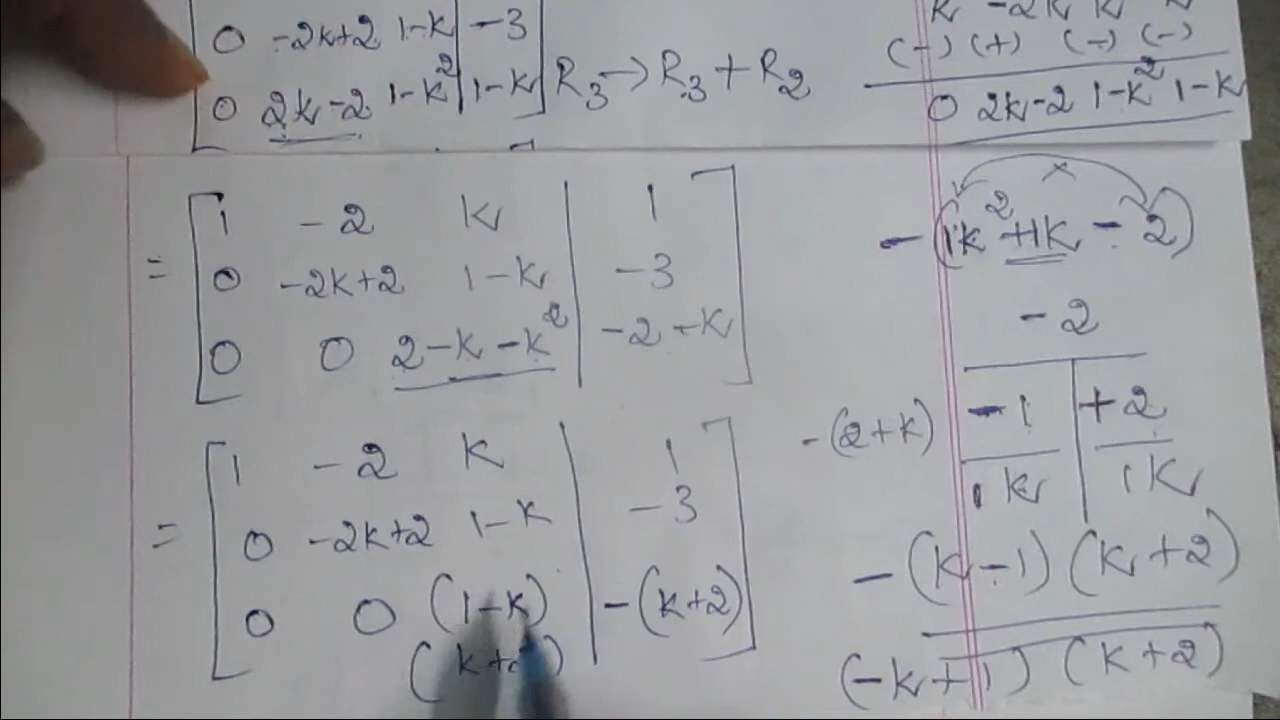 0 -2k+2 1-k | -3
0 2k-2 1-k² | 1-k R₃→R₃+R₂
(-) (+) (-) (-)
0 2k-2 1-k² 1-k
= 1 -2 k | 1
0 -2k+2 1-k | -3
0 0 2-k-k² | -2-k
-(1k²+1k-2)
×
-2
-1 | +2
1k | 1k
-(2+k)
= 1 -2 k | 1
0 -2k+2 1-k | -3
0 0 (1-k) | -(k+2)
(k+2)
-(k-1)(k+2)
(-k+1)(k+2)